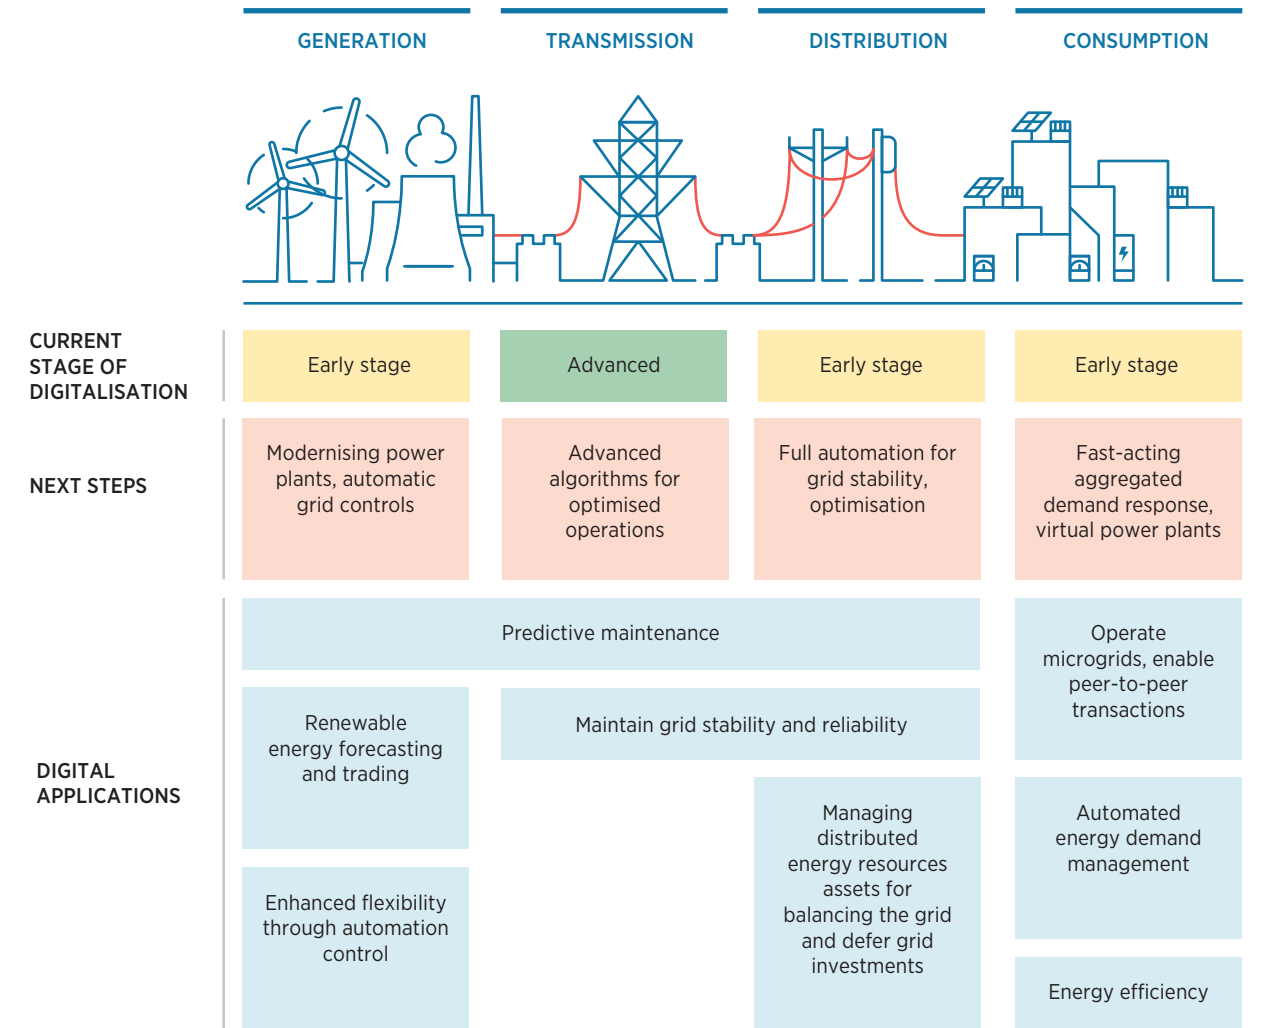 GENERATION
TRANSMISSION
DISTRIBUTION
CONSUMPTION
CURRENT
STAGE OF
DIGITALISATION
Early stage
Advanced
Early stage
Early stage
NEXT STEPS
Modernising power
plants, automatic
grid controls
Advanced
algorithms for
optimised
operations
Full automation for
grid stability,
optimisation
Fast-acting
aggregated
demand response,
virtual power plants
DIGITAL
APPLICATIONS
Predictive maintenance
Operate
microgrids, enable
peer-to-peer
transactions
Renewable
energy forecasting
and trading
Maintain grid stability and reliability
Managing
distributed
energy resources
assets for
balancing the grid
and defer grid
investments
Automated
energy demand
management
Enhanced flexibility
through automation
control
Energy efficiency